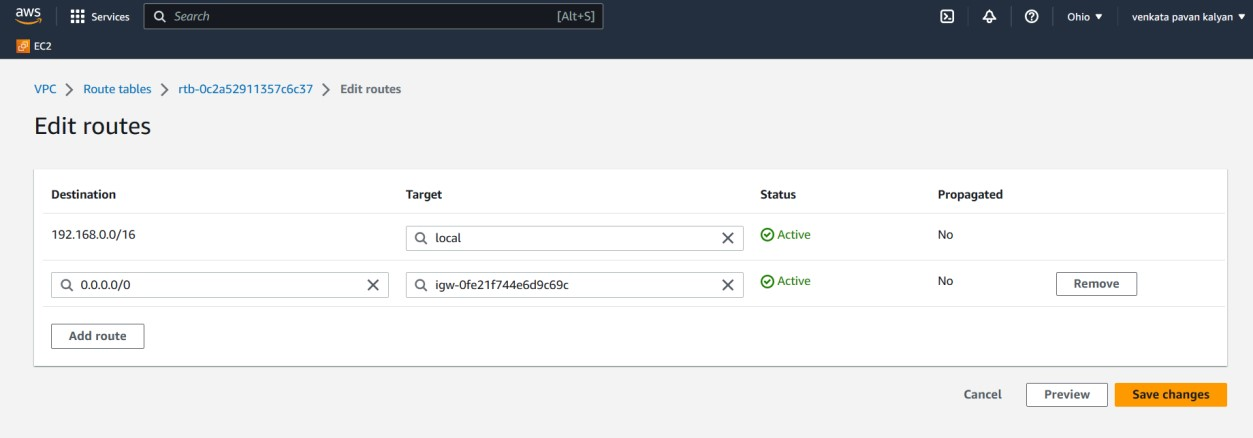 aws Services Search [Alt+S] Ohio ▼ venkata pavan kalyan ▼
EC2
VPC > Route tables > rtb-0c2a52911357c6c37 > Edit routes
Edit routes
Destination Target Status Propagated
192.168.0.0/16 local Active No
0.0.0.0/0 igw-0fe21f744e6d9c69c Active No Remove
Add route
Cancel Preview Save changes